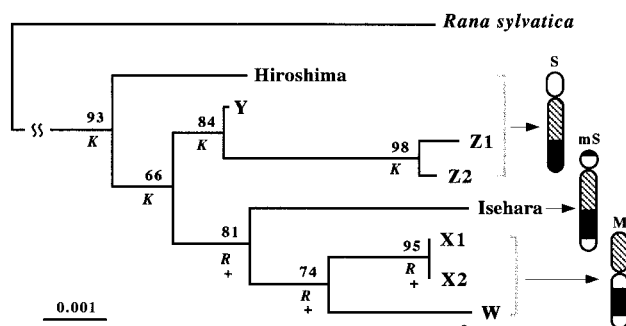 Rana sylvatica
S
Hiroshima
93
K
84
K
Y
98
K
Z1
Z2
mS
66
K
Isehara
81
R
+
M
95
R
+
X1
X2
74
R
+
W
0.001